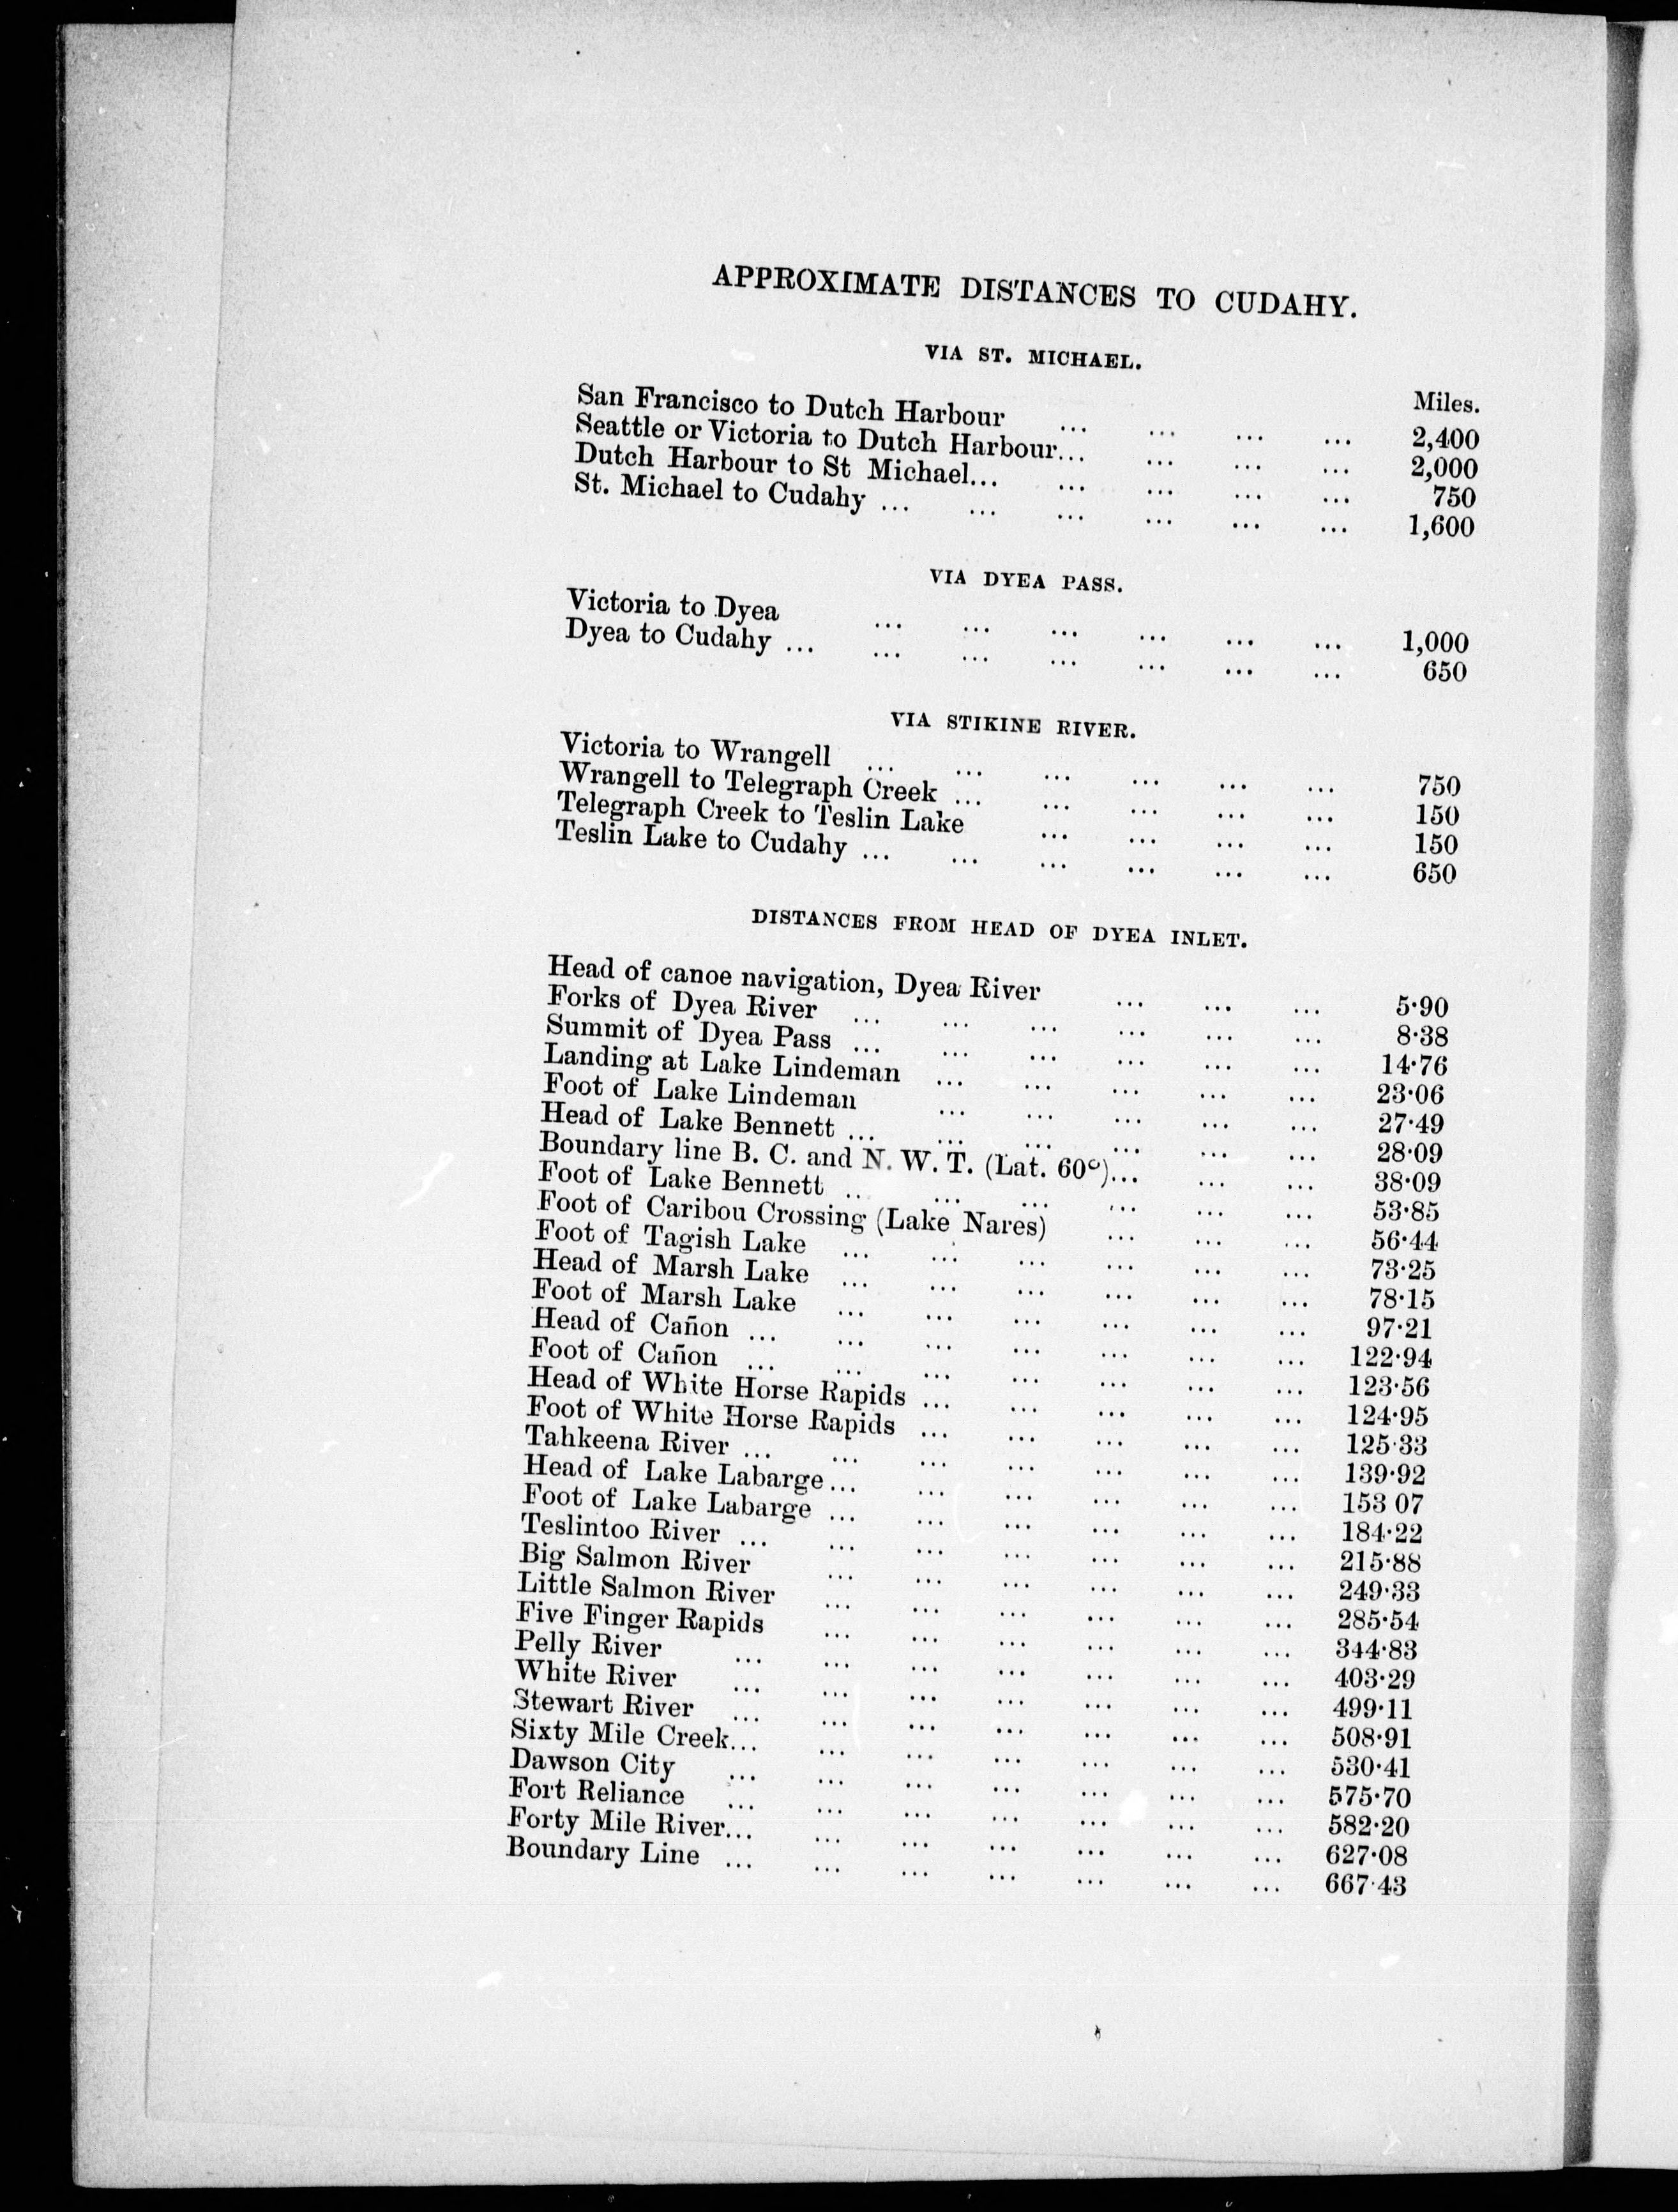 APPROXIMATE DISTANCES TO CUDAHY.
VIA ST. MICHAEL.
Miles.
San Francisco to Dutch Harbour ... ... ... ... 2,400
Seattle or Victoria to Dutch Harbour... ... ... ... 2,000
Dutch Harbour to St Michael... ... ... ... ... 750
St. Michael to Cudahy ... ... ... ... ... ... 1,600
VIA DYEA PASS.
Victoria to Dyea ... ... ... ... ... ... 1,000
Dyea to Cudahy ... ... ... ... ... ... ... 650
VIA STIKINE RIVER.
Victoria to Wrangell ... ... ... ... ... ... 750
Wrangell to Telegraph Creek ... ... ... ... ... 150
Telegraph Creek to Teslin Lake ... ... ... ... 150
Teslin Lake to Cudahy ... ... ... ... ... ... 650
DISTANCES FROM HEAD OF DYEA INLET.
Head of canoe navigation, Dyea River ... ... ... 5·90
Forks of Dyea River ... ... ... ... ... ... 8·38
Summit of Dyea Pass ... ... ... ... ... ... 14·76
Landing at Lake Lindeman ... ... ... ... ... 23·06
Foot of Lake Lindeman ... ... ... ... ... 27·49
Head of Lake Bennett ... ... ... ... ... ... 28·09
Boundary line B. C. and N. W. T. (Lat. 60°)... ... ... 38·09
Foot of Lake Bennett ... ... ... ... ... ... 53·85
Foot of Caribou Crossing (Lake Nares) ... ... ... 56·44
Foot of Tagish Lake ... ... ... ... ... ... 73·25
Head of Marsh Lake ... ... ... ... ... ... 78·15
Foot of Marsh Lake ... ... ... ... ... ... 97·21
Head of Cañon ... ... ... ... ... ... ... 122·94
Foot of Cañon ... ... ... ... ... ... ... 123·56
Head of White Horse Rapids ... ... ... ... ... 124·95
Foot of White Horse Rapids ... ... ... ... ... 125·33
Tahkeena River ... ... ... ... ... ... ... 139·92
Head of Lake Labarge... ... ... ... ... ... 153 07
Foot of Lake Labarge ... ... ... ... ... ... 184·22
Teslintoo River ... ... ... ... ... ... ... 215·88
Big Salmon River ... ... ... ... ... ... 249·33
Little Salmon River ... ... ... ... ... ... 285·54
Five Finger Rapids ... ... ... ... ... ... 344·83
Pelly River ... ... ... ... ... ... ... 403·29
White River ... ... ... ... ... ... ... 499·11
Stewart River ... ... ... ... ... ... ... 508·91
Sixty Mile Creek... ... ... ... ... ... ... 530·41
Dawson City ... ... ... ... ... ... ... 575·70
Fort Reliance ... ... ... ... ... ... ... 582·20
Forty Mile River... ... ... ... ... ... ... 627·08
Boundary Line ... ... ... ... ... ... ... 667·43